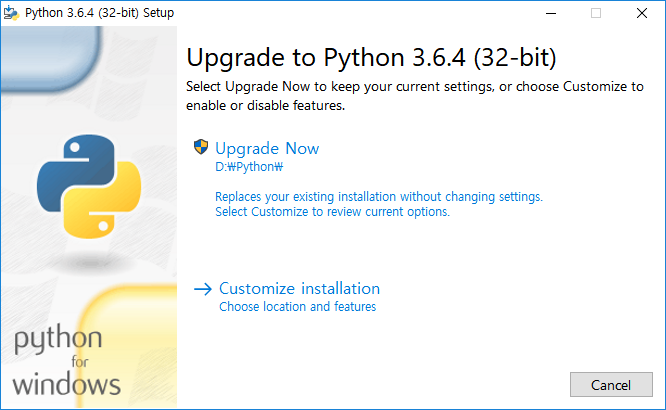 Python 3.6.4 (32-bit) Setup
Upgrade to Python 3.6.4 (32-bit)
Select Upgrade Now to keep your current settings, or choose Customize to
enable or disable features.
Upgrade Now
D:₩Python₩
Replaces your existing installation without changing settings.
Select Customize to review current options.
Customize installation
Choose location and features
python
for
windows
Cancel